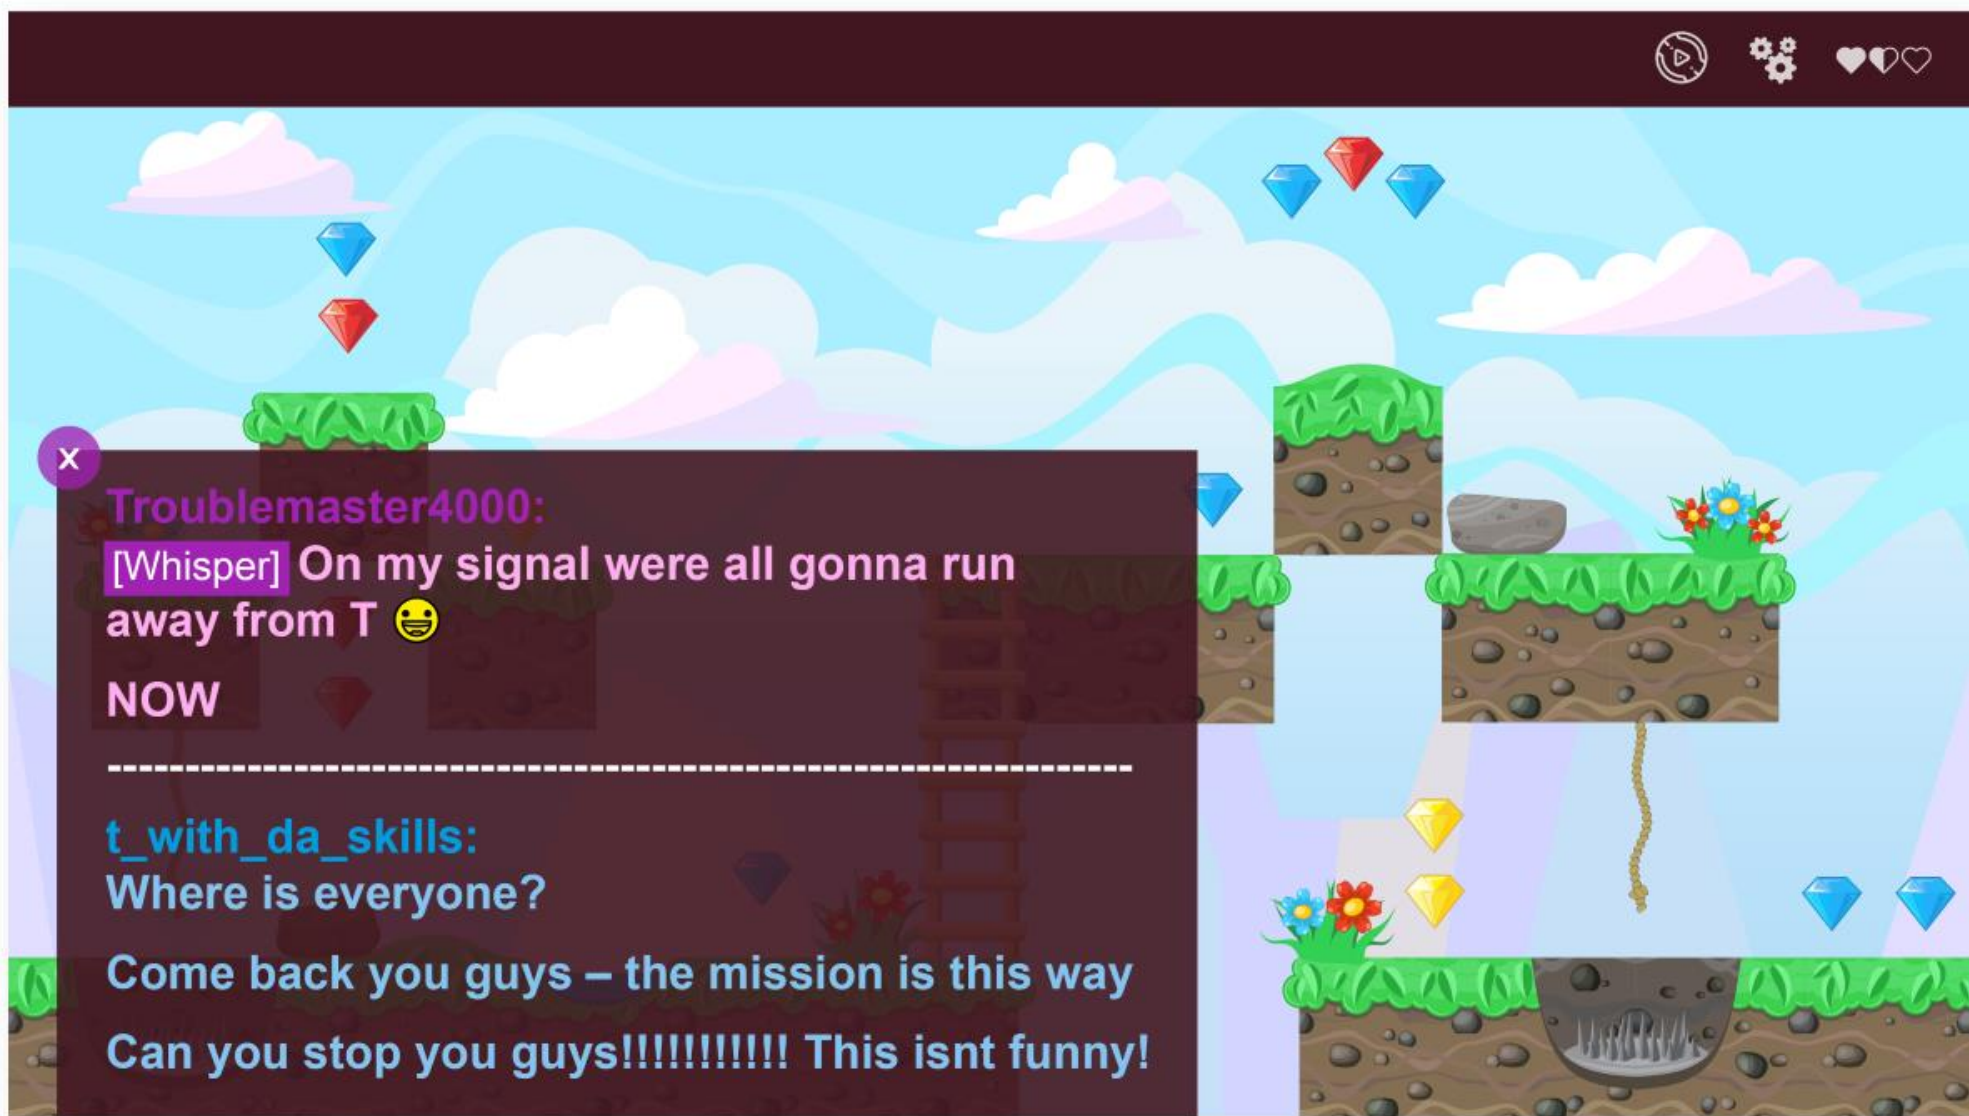 X
Troublemaster4000:
[Whisper] On my signal were all gonna run
away from T 😀
NOW
-----------------------------------------------------------------
t_with_da_skills:
Where is everyone?
Come back you guys – the mission is this way
Can you stop you guys!!!!!!!!!!! This isnt funny!